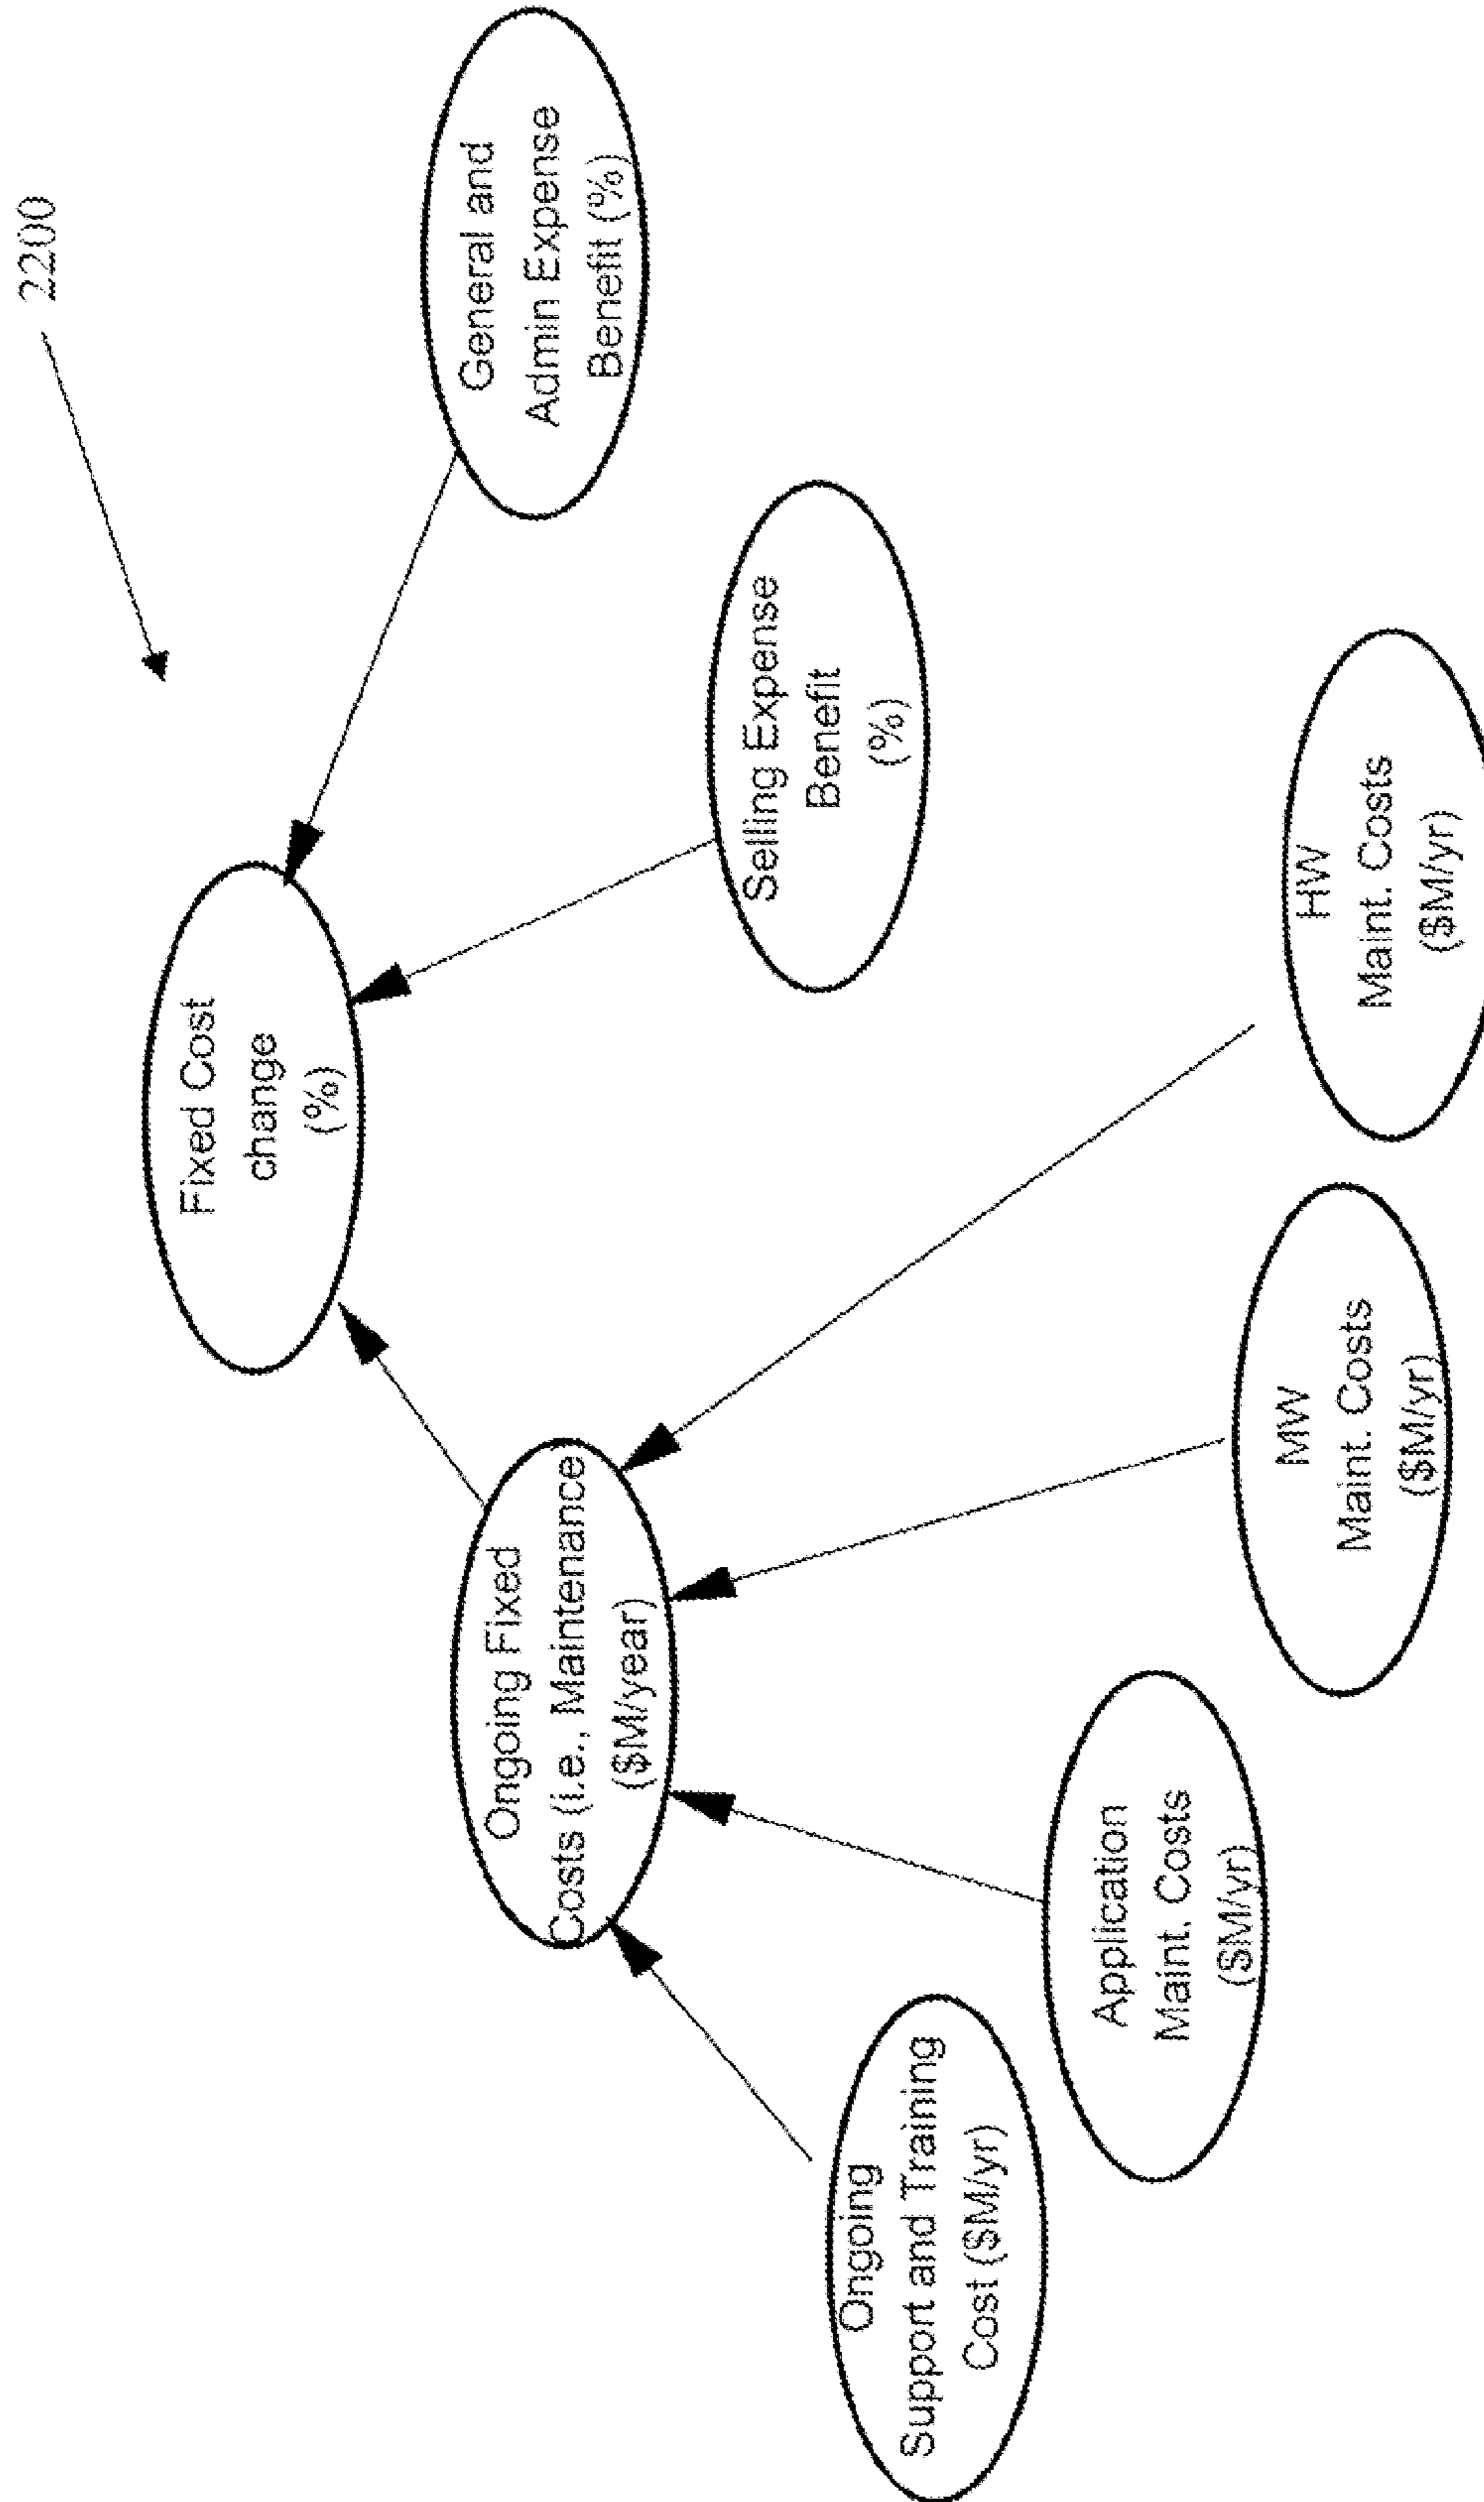 2200
Fixed Cost
change
(%)
General and
Admin Expense
Benefit (%)
Ongoing Fixed
Costs (i.e., Maintenance
($M/year)
Selling Expense
Benefit
(%)
Ongoing
Support and Training
Cost ($M/yr)
Application
Maint. Costs
($M/yr)
MW
Maint. Costs
($M/yr)
HW
Maint. Costs
($M/yr)